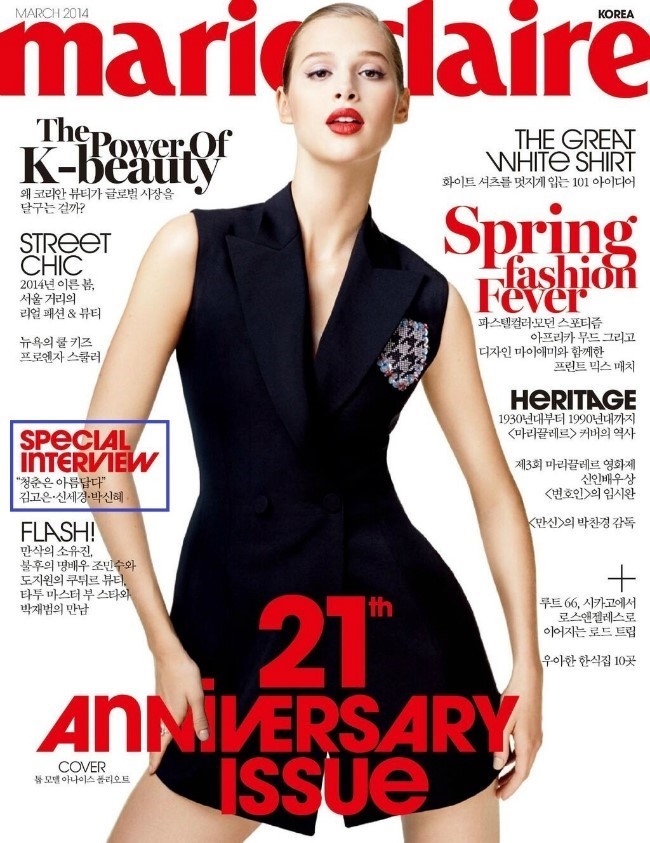 MARCH 2014
KOREA
marie claire
The Power Of
K-beauty
왜 코리안 뷰티가 글로벌 시장을
달구는 걸까?
STREET
CHIC
2014년 이른 봄,
서울 거리의
리얼 패션 & 뷰티
뉴욕의 쿨 키즈
프로엔자 스쿨러
SPECIAL
INTERVIEW
“청춘은 아름답다”
김고은·신세경·박신혜
FLASH!
만삭의 소유진,
불후의 명배우 조민수와
도지원의 쿠튀르 뷰티,
타투 마스터 부 스타와
박재범의 만남
THE GREAT
WHITE SHIRT
화이트 셔츠를 멋지게 입는 101 아이디어
Spring
fashion
Fever
파스텔컬러·모던 스포티즘
아프리카 무드 그리고
디자인 마이애미와 함께한
프린트 믹스 매치
HERITAGE
1930년대부터 1990년대까지
<마리끌레르> 커버의 역사
제3회 마리끌레르 영화제
신인배우상
<변호인>의 임시완
<만신>의 박찬경 감독
+
루트 66, 시카고에서
로스앤젤레스로
이어지는 로드 트립
우아한 한식집 10곳
21th
ANNIVERSARY
ISSUE
COVER
톱 모델 아나이스 폴리오트